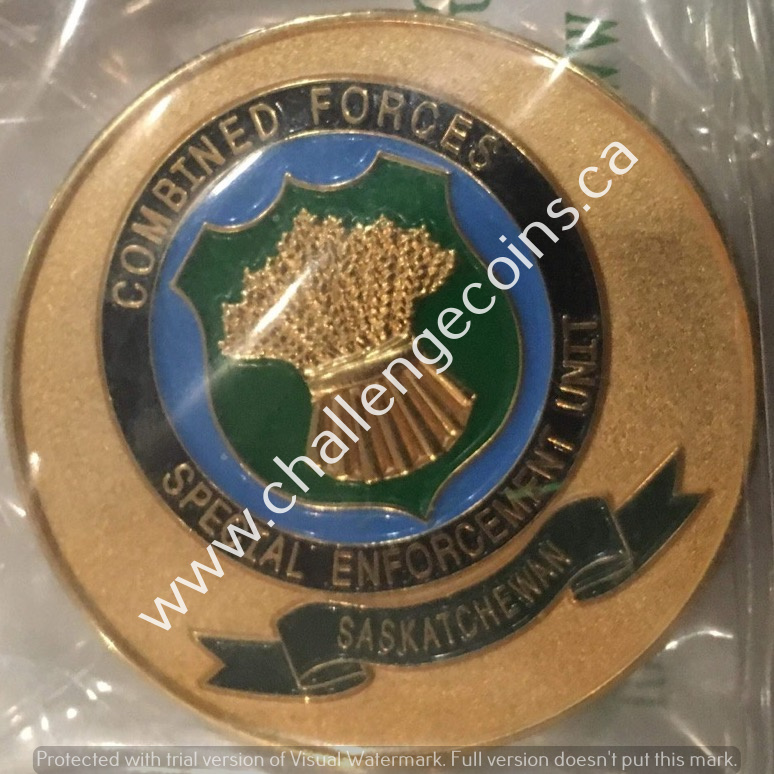 COMBINED FORCES
SPECIAL ENFORCEMENT UNIT
SASKATCHEWAN
www.challengecoins.ca
Protected with trial version of Visual Watermark. Full version doesn't put this mark.